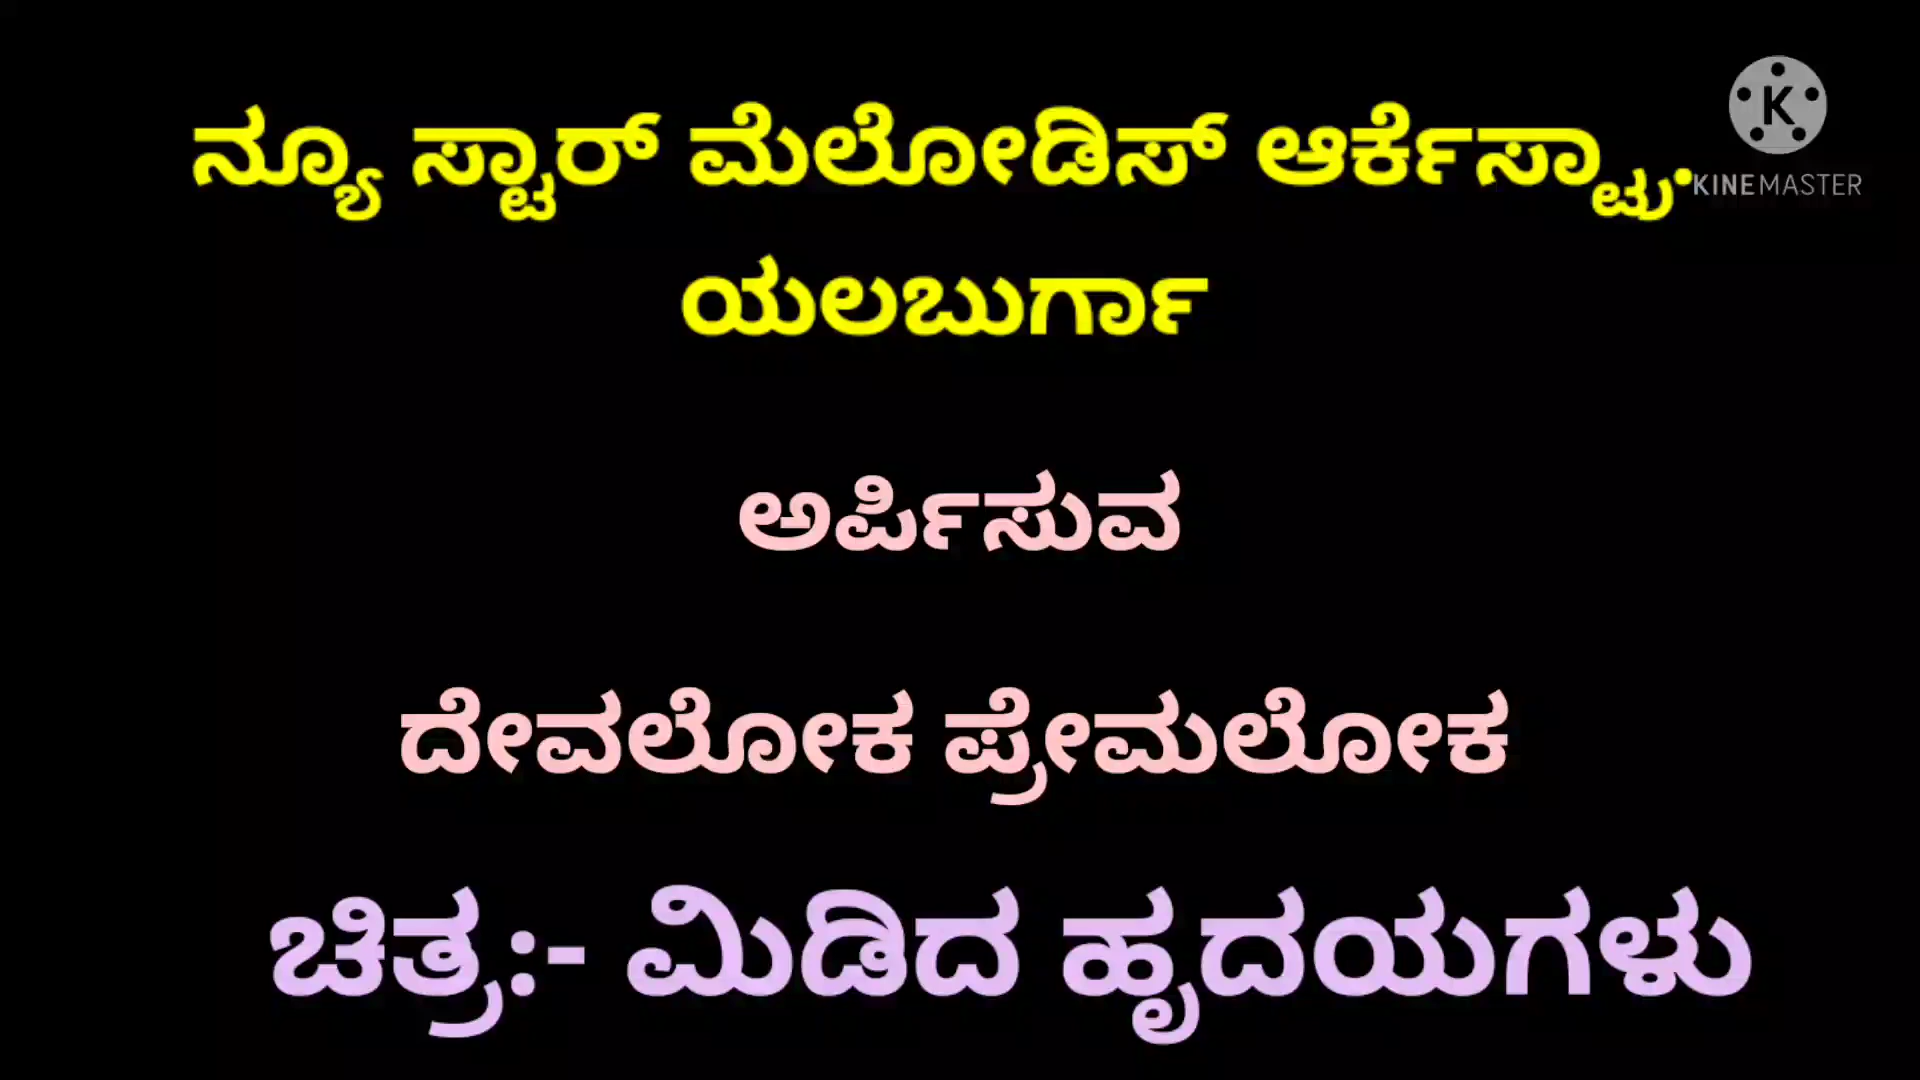 ನ್ಯೂ ಸ್ಟಾರ್ ಮೆಲೋಡಿಸ್ ಆರ್ಕೆಸ್ಟ್ರಾ.
KINEMASTER
ಯಲಬುರ್ಗಾ
ಅರ್ಪಿಸುವ
ದೇವಲೋಕ ಪ್ರೇಮಲೋಕ
ಚಿತ್ರ:- ಮಿಡಿದ ಹೃದಯಗಳು